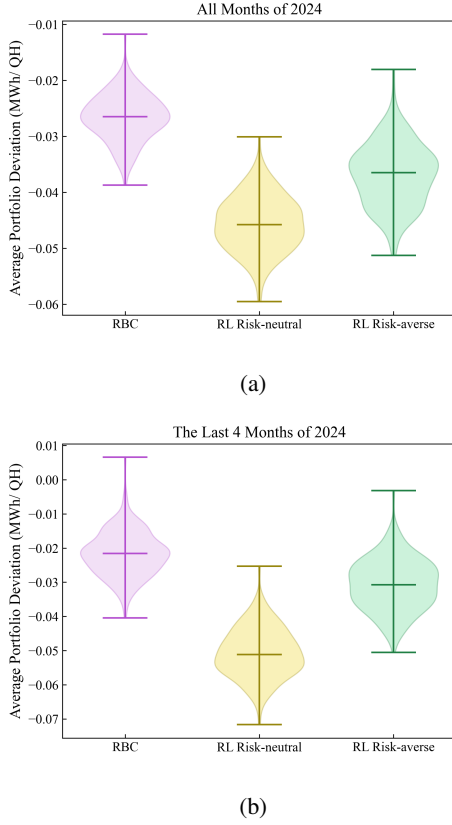 All Months of 2024
Average Portfolio Deviation (MWh/ QH)
−0.01
−0.02
−0.03
−0.04
−0.05
−0.06
RBC RL Risk-neutral RL Risk-averse
(a)
The Last 4 Months of 2024
Average Portfolio Deviation (MWh/ QH)
0.01
0.00
−0.01
−0.02
−0.03
−0.04
−0.05
−0.06
−0.07
RBC RL Risk-neutral RL Risk-averse
(b)